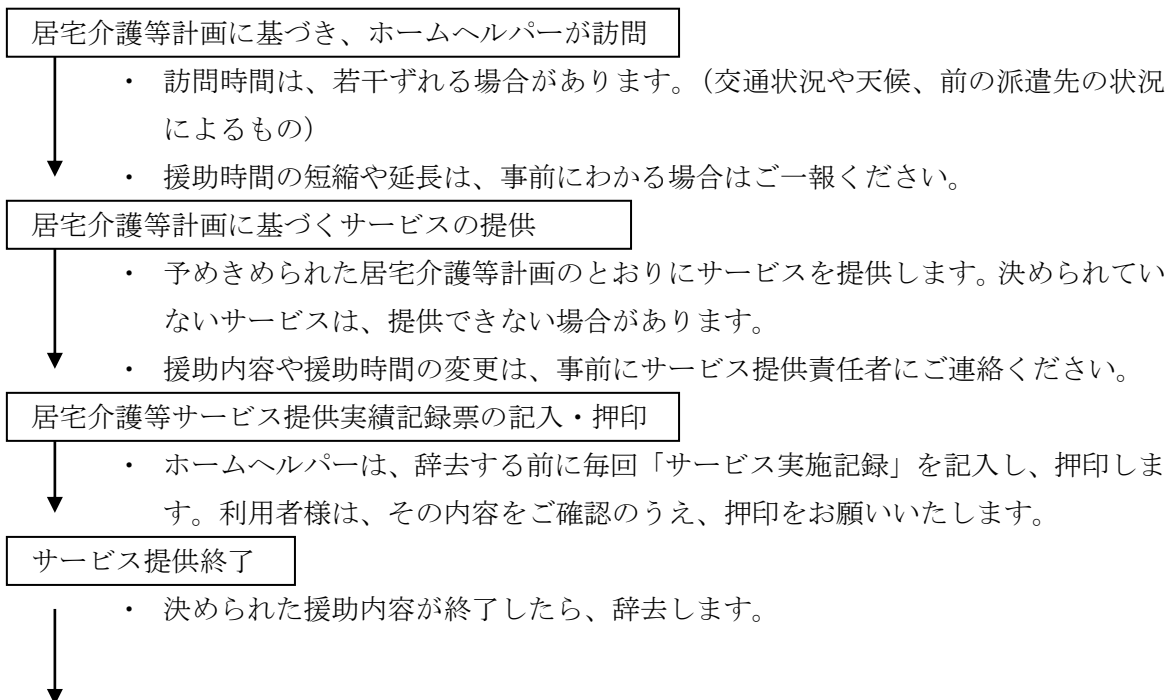 居宅介護等計画に基づき、ホームヘルパーが訪問
・ 訪問時間は、若干ずれる場合があります。（交通状況や天候、前の派遣先の状況
によるもの）
・ 援助時間の短縮や延長は、事前にわかる場合はご一報ください。
居宅介護等計画に基づくサービスの提供
・ 予めきめられた居宅介護等計画のとおりにサービスを提供します。決められてい
ないサービスは、提供できない場合があります。
・ 援助内容や援助時間の変更は、事前にサービス提供責任者にご連絡ください。
居宅介護等サービス提供実績記録票の記入・押印
・ ホームヘルパーは、辞去する前に毎回「サービス実施記録」を記入し、押印しま
す。利用者様は、その内容をご確認のうえ、押印をお願いいたします。
サービス提供終了
・ 決められた援助内容が終了したら、辞去します。